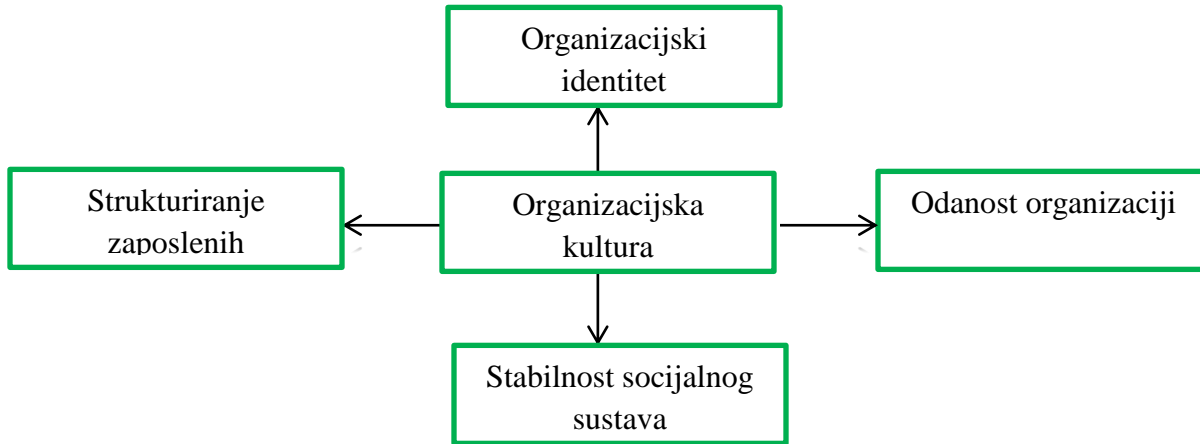 Organizacijski
identitet
Strukturiranje
zaposlenih
Organizacijska
kultura
Odanost organizaciji
Stabilnost socijalnog
sustava